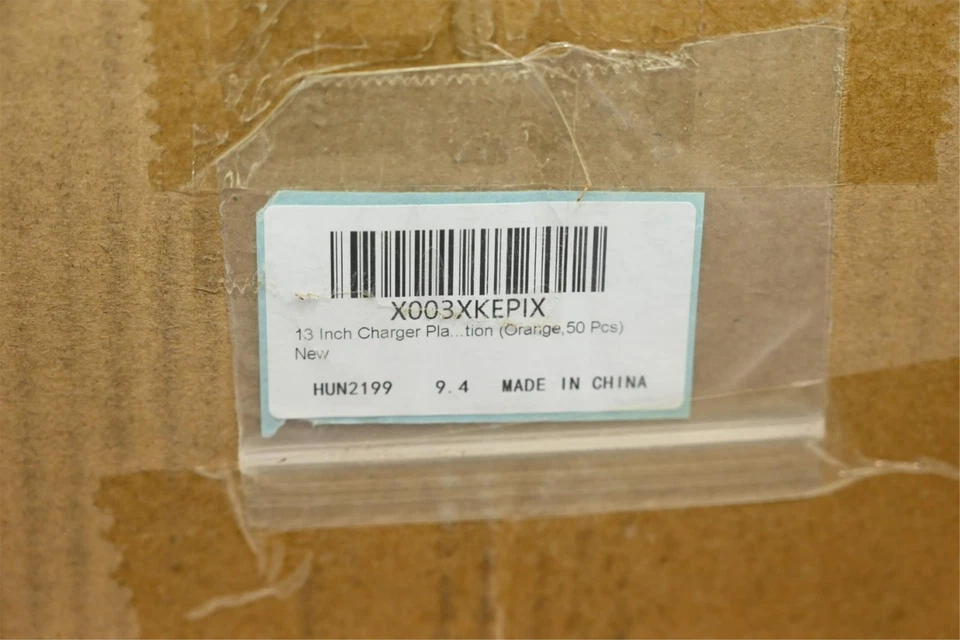 X003XKEPIX
13 Inch Charger Pla...tion (Orange,50 Pcs)
New
HUN2199 9.4 MADE IN CHINA